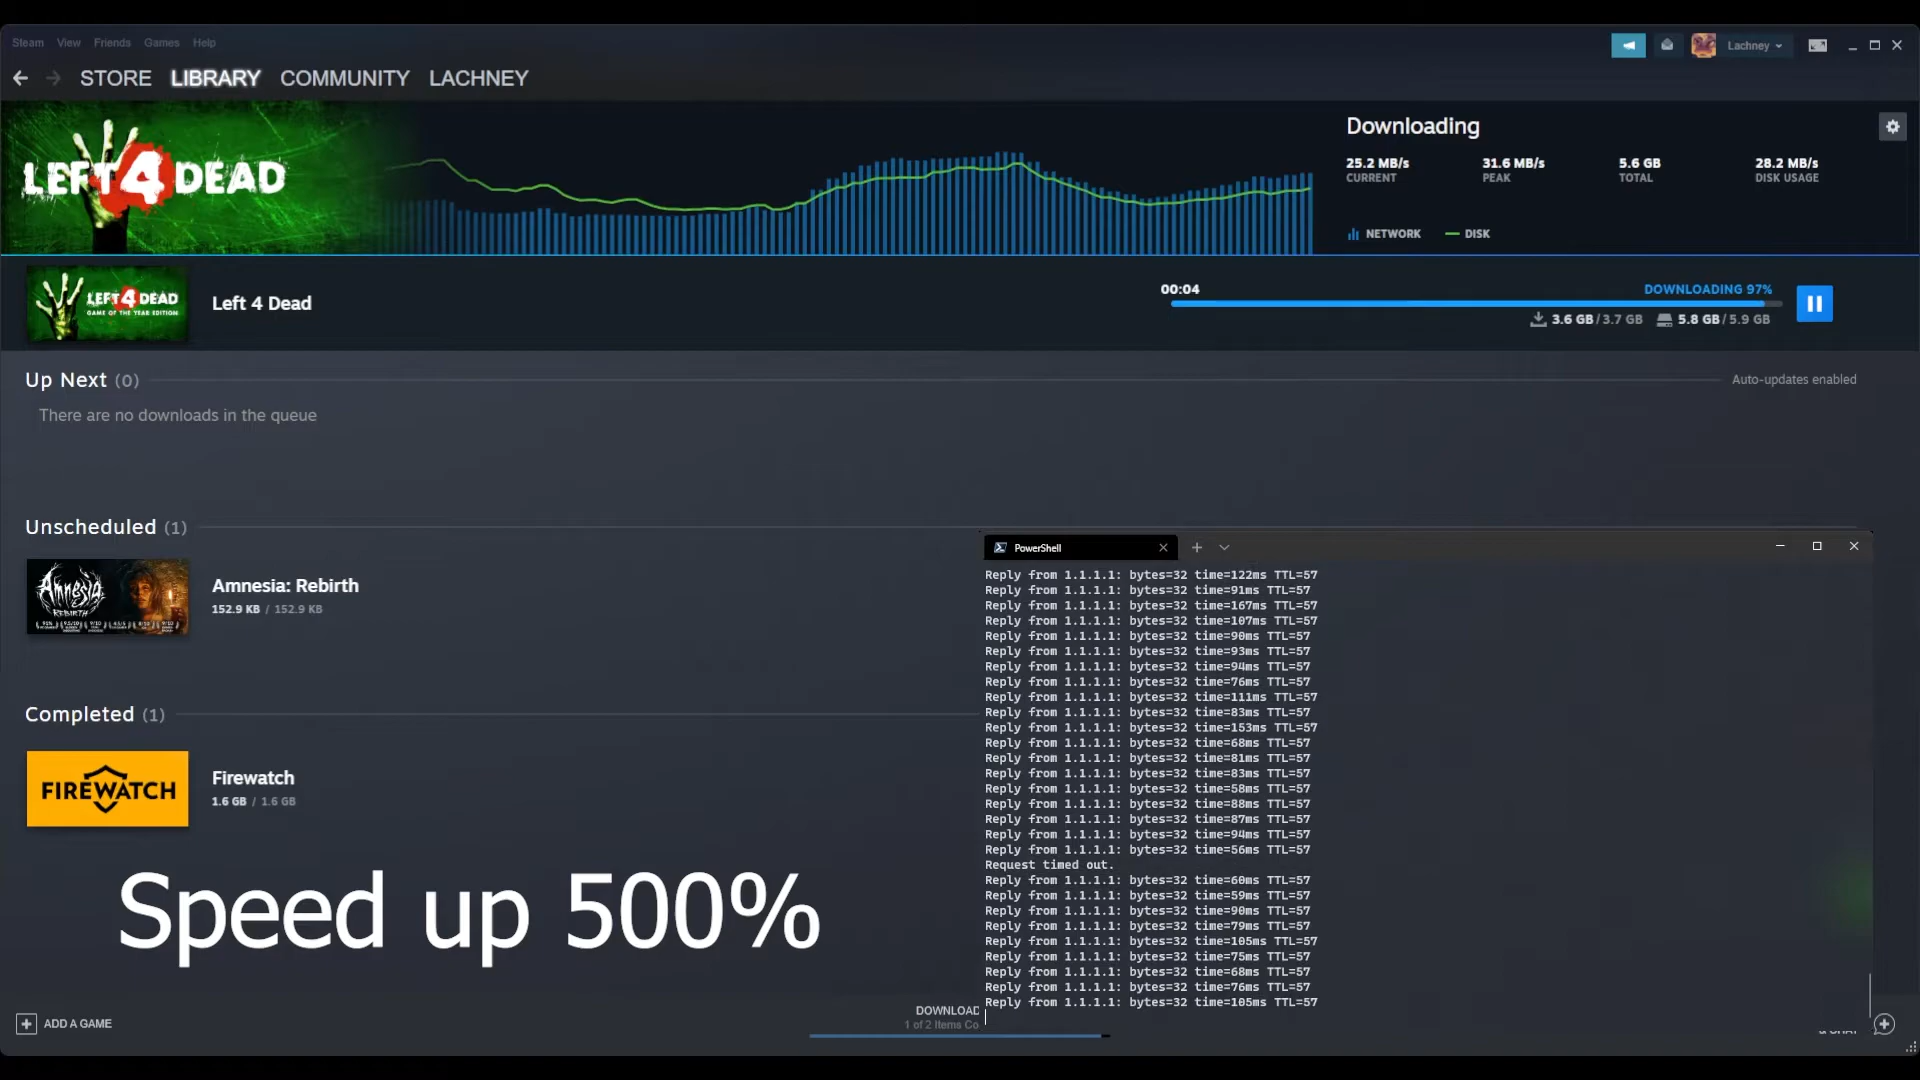 Steam View Friends Games Help
Lachney
STORE LIBRARY COMMUNITY LACHNEY
LEFT 4 DEAD
Downloading
25.2 MB/s 31.6 MB/s 5.6 GB 28.2 MB/s
CURRENT PEAK TOTAL DISK USAGE
NETWORK DISK
LEFT 4 DEAD
GAME OF THE YEAR EDITION
Left 4 Dead
00:04
DOWNLOADING 97%
3.6 GB / 3.7 GB 5.8 GB / 5.9 GB
Up Next (0)
Auto-updates enabled
There are no downloads in the queue
Unscheduled (1)
Amnesia
REBIRTH
Amnesia: Rebirth
152.9 KB / 152.9 KB
Completed (1)
FIREWATCH
Firewatch
1.6 GB / 1.6 GB
Speed up 500%
ADD A GAME
DOWNLOAD
1 of 2 Items Co
PowerShell
Reply from 1.1.1.1: bytes=32 time=122ms TTL=57
Reply from 1.1.1.1: bytes=32 time=91ms TTL=57
Reply from 1.1.1.1: bytes=32 time=167ms TTL=57
Reply from 1.1.1.1: bytes=32 time=107ms TTL=57
Reply from 1.1.1.1: bytes=32 time=90ms TTL=57
Reply from 1.1.1.1: bytes=32 time=93ms TTL=57
Reply from 1.1.1.1: bytes=32 time=94ms TTL=57
Reply from 1.1.1.1: bytes=32 time=76ms TTL=57
Reply from 1.1.1.1: bytes=32 time=111ms TTL=57
Reply from 1.1.1.1: bytes=32 time=83ms TTL=57
Reply from 1.1.1.1: bytes=32 time=153ms TTL=57
Reply from 1.1.1.1: bytes=32 time=68ms TTL=57
Reply from 1.1.1.1: bytes=32 time=81ms TTL=57
Reply from 1.1.1.1: bytes=32 time=83ms TTL=57
Reply from 1.1.1.1: bytes=32 time=58ms TTL=57
Reply from 1.1.1.1: bytes=32 time=88ms TTL=57
Reply from 1.1.1.1: bytes=32 time=87ms TTL=57
Reply from 1.1.1.1: bytes=32 time=94ms TTL=57
Reply from 1.1.1.1: bytes=32 time=56ms TTL=57
Request timed out.
Reply from 1.1.1.1: bytes=32 time=60ms TTL=57
Reply from 1.1.1.1: bytes=32 time=59ms TTL=57
Reply from 1.1.1.1: bytes=32 time=90ms TTL=57
Reply from 1.1.1.1: bytes=32 time=79ms TTL=57
Reply from 1.1.1.1: bytes=32 time=105ms TTL=57
Reply from 1.1.1.1: bytes=32 time=75ms TTL=57
Reply from 1.1.1.1: bytes=32 time=68ms TTL=57
Reply from 1.1.1.1: bytes=32 time=76ms TTL=57
Reply from 1.1.1.1: bytes=32 time=105ms TTL=57